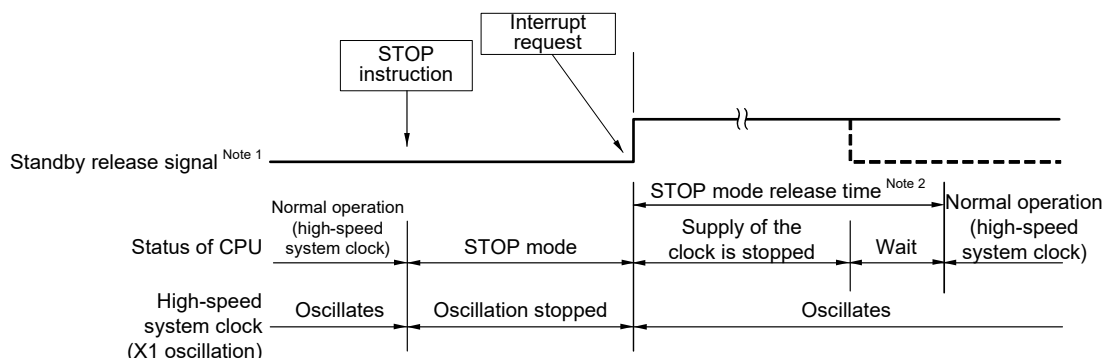 Interrupt
request
STOP
instruction
Standby release signal Note 1
STOP mode release time Note 2
Normal operation
(high-speed
system clock)
Status of CPU
STOP mode
Supply of the
clock is stopped
Wait
Normal operation
(high-speed
system clock)
High-speed
system clock
(X1 oscillation)
Oscillates
Oscillation stopped
Oscillates